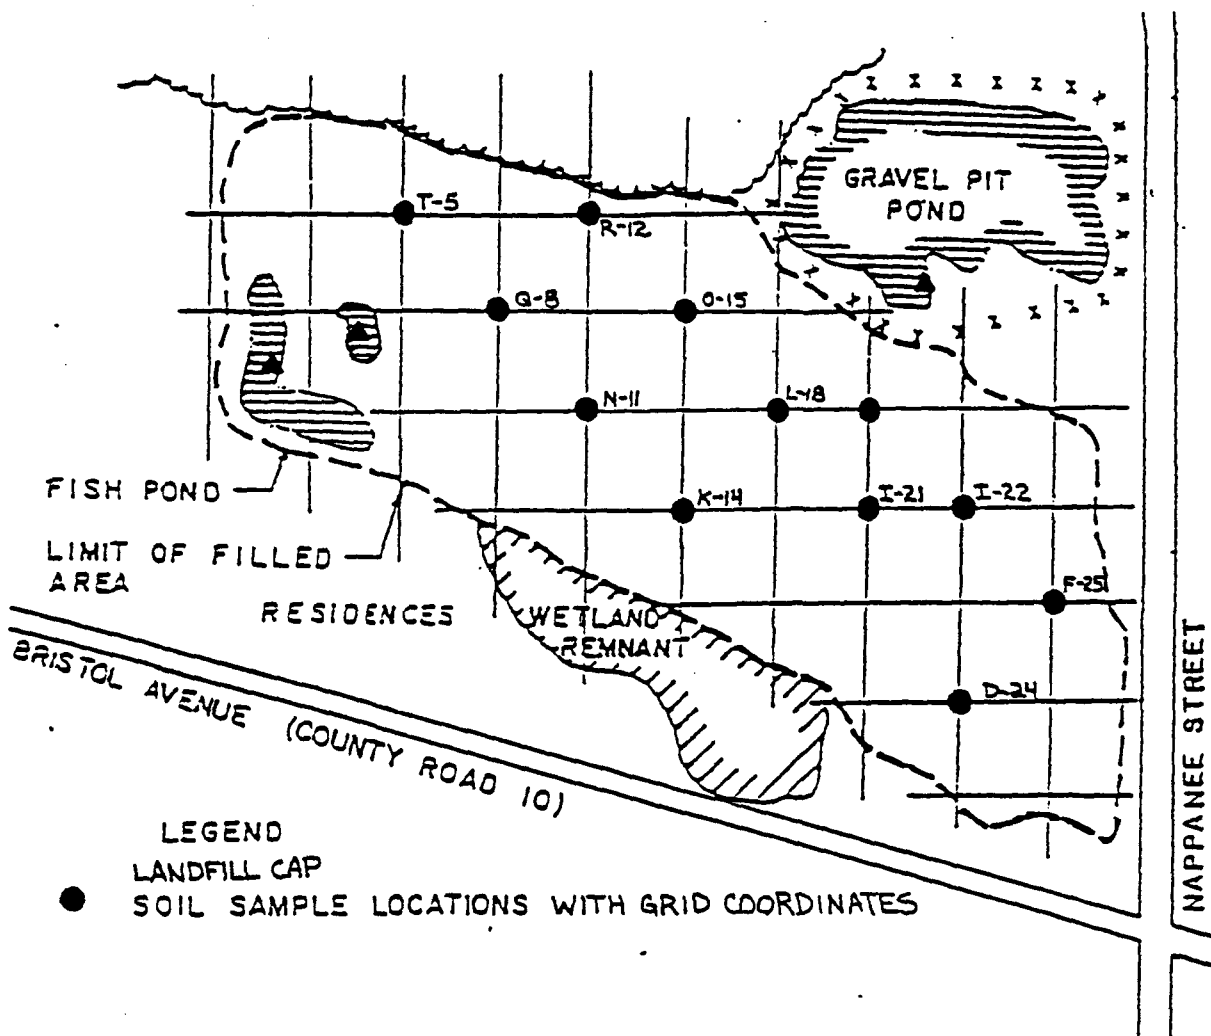 GRAVEL PIT
POND
T-5
R-12
Q-8
O-15
N-11
L-18
K-14
I-21
I-22
FISH POND
LIMIT OF FILLED
AREA
F-25
RESIDENCES
WETLAND
REMNANT
D-24
BRISTOL AVENUE (COUNTY ROAD 10)
NAPPANEE STREET
LEGEND
LANDFILL CAP
SOIL SAMPLE LOCATIONS WITH GRID COORDINATES